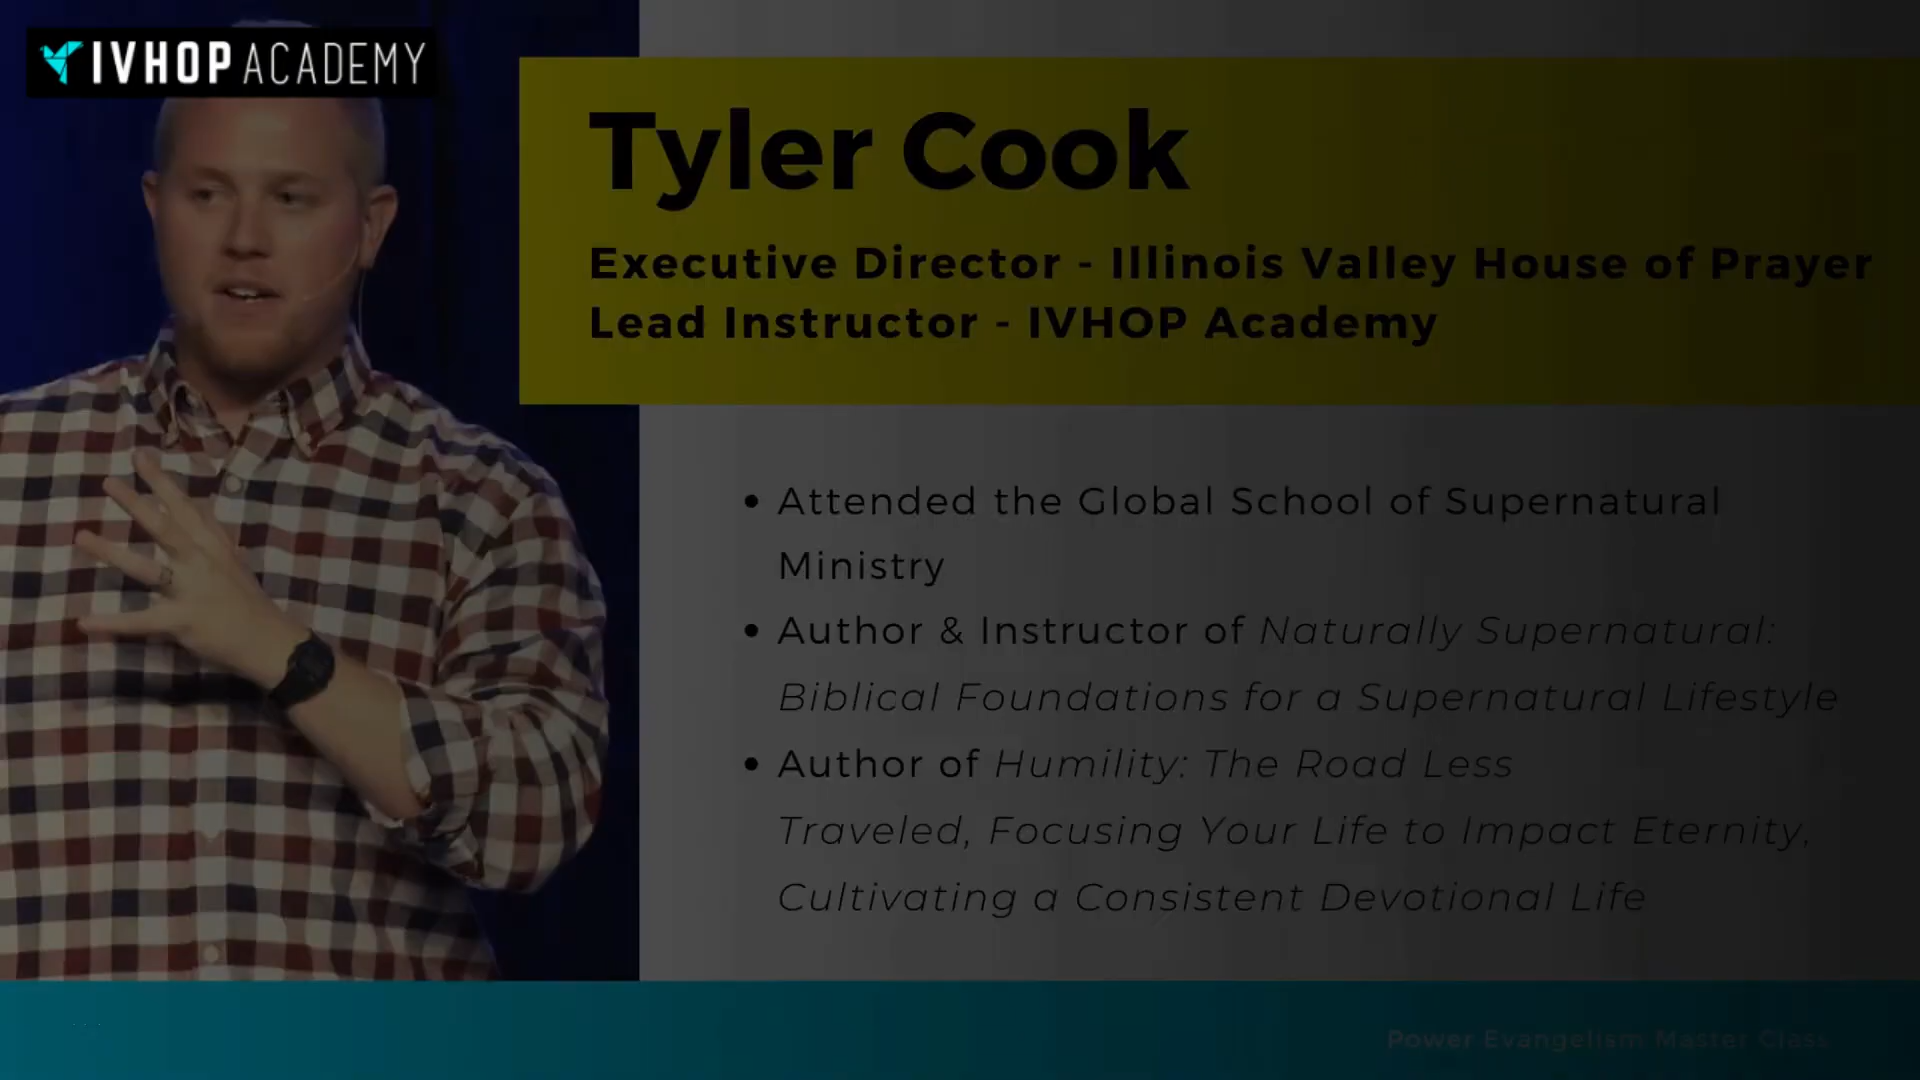 IVHOP ACADEMY
Tyler Cook
Executive Director - Illinois Valley House of Prayer
Lead Instructor - IVHOP Academy
• Attended the Global School of Supernatural
Ministry
• Author & Instructor of Naturally Supernatural:
Biblical Foundations for a Supernatural Lifestyle
• Author of Humility: The Road Less
Traveled, Focusing Your Life to Impact Eternity,
Cultivating a Consistent Devotional Life
Power Evangelism Master Class